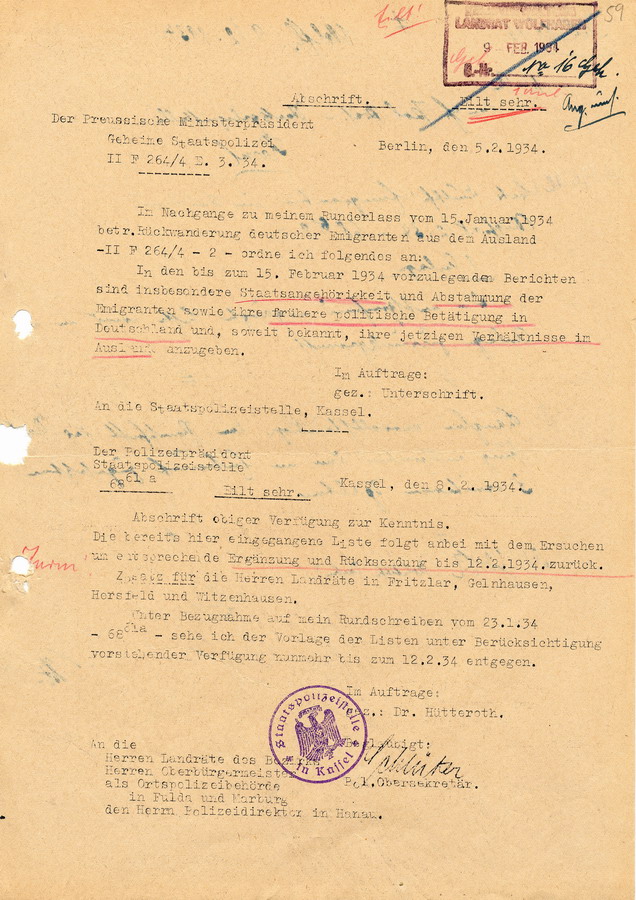 Eilt!
59
LANDRAT WOLFHAGEN
9 FEB. 1934
Abschrift.
Eilt sehr.
Der Preussische Ministerpräsident
Geheime Staatspolizei
II F 264/4 E. 3.34.
Berlin, den 5.2.1934.
Im Nachgange zu meinem Runderlass vom 15.Januar 1934
betr.Rückwanderung deutscher Emigranten aus dem Ausland
-II F 264/4 - 2 - ordne ich folgendes an:
In den bis zum 15. Februar 1934 vorzulegenden Berichten
sind insbesondere Staatsangehörigkeit und Abstammung der
Emigranten sowie ihre frühere politische Betätigung in
Deutschland und, soweit bekannt, ihre jetzigen Verhältnisse im
Ausland anzugeben.
Im Auftrage:
gez.: Unterschrift.
An die Staatspolizeistelle, Kassel.
Der Polizeipräsident
Staatspolizeistelle
68 61 a
Eilt sehr.
Kassel, den 8.2. 1934.
Abschrift obiger Verfügung zur Kenntnis.
Die bereits hier eingegangene Liste folgt anbei mit dem Ersuchen
um entsprechende Ergänzung und Rücksendung bis 12.2.1934.zurück.
Zusatz für die Herren Landräte in Fritzlar, Gelnhausen,
Hersfeld und Witzenhausen.
Unter Bezugnahme auf mein Rundschreiben vom 23.1.34
- 68 61a - sehe ich der Vorlage der Listen unter Berücksichtigung
vorstehender Verfügung nunmehr bis zum 12.2.34 entgegen.
Im Auftrage:
gez.: Dr. Hütteroth.
Staatspolizeistelle
in Kassel
Beglaubigt:
Pol.Obersekretär.
An die
Herren Landräte des Bezirks
Herren Oberbürgermeister
als Ortspolizeibehörde
in Fulda und Marburg
den Herrn Polizeidirektor in Hanau.